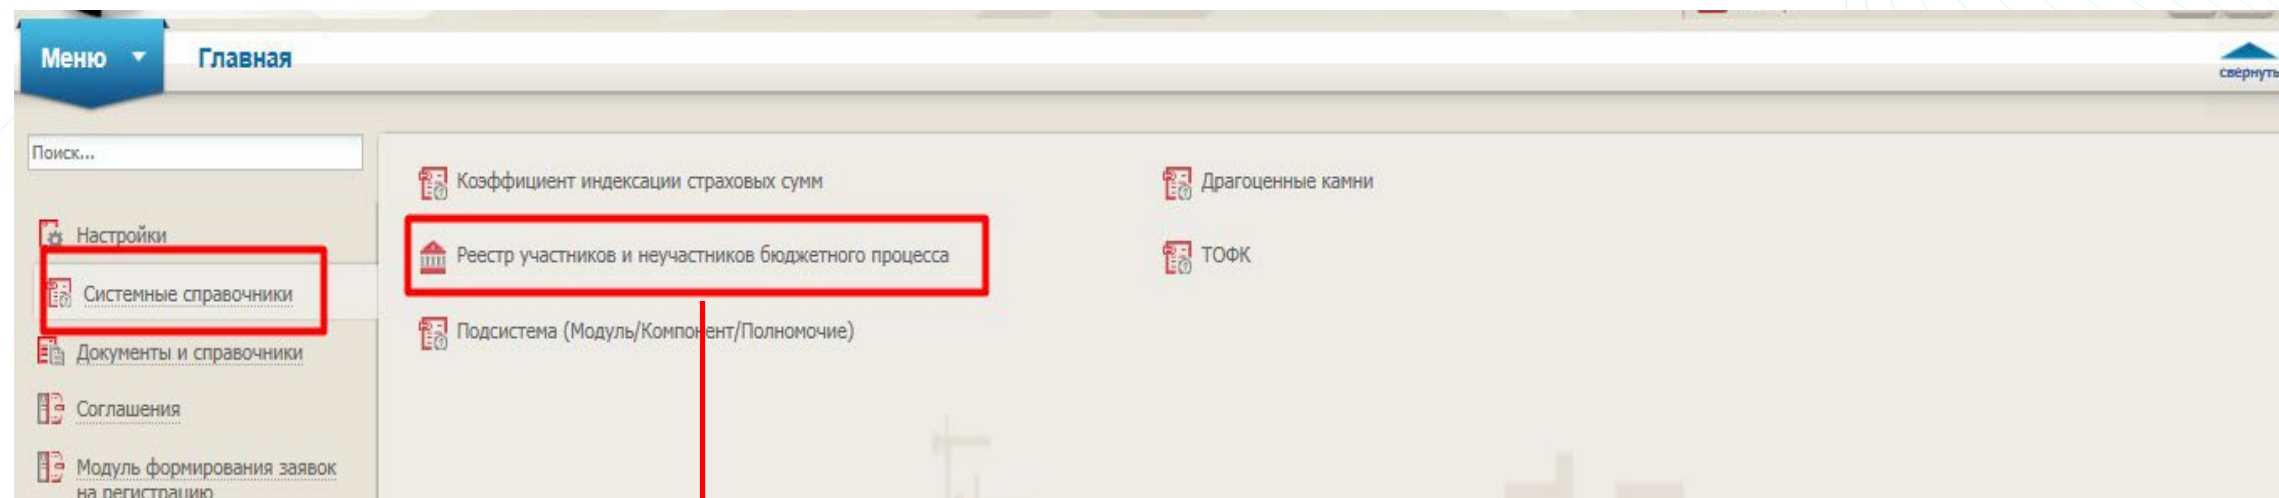 Меню
Главная
свернуть
Поиск...
Коэффициент индексации страховых сумм
Драгоценные камни
Настройки
Реестр участников и неучастников бюджетного процесса
ТОФК
Системные справочники
Подсистема (Модуль/Компонент/Полномочие)
Документы и справочники
Соглашения
Модуль формирования заявок
на регистрацию